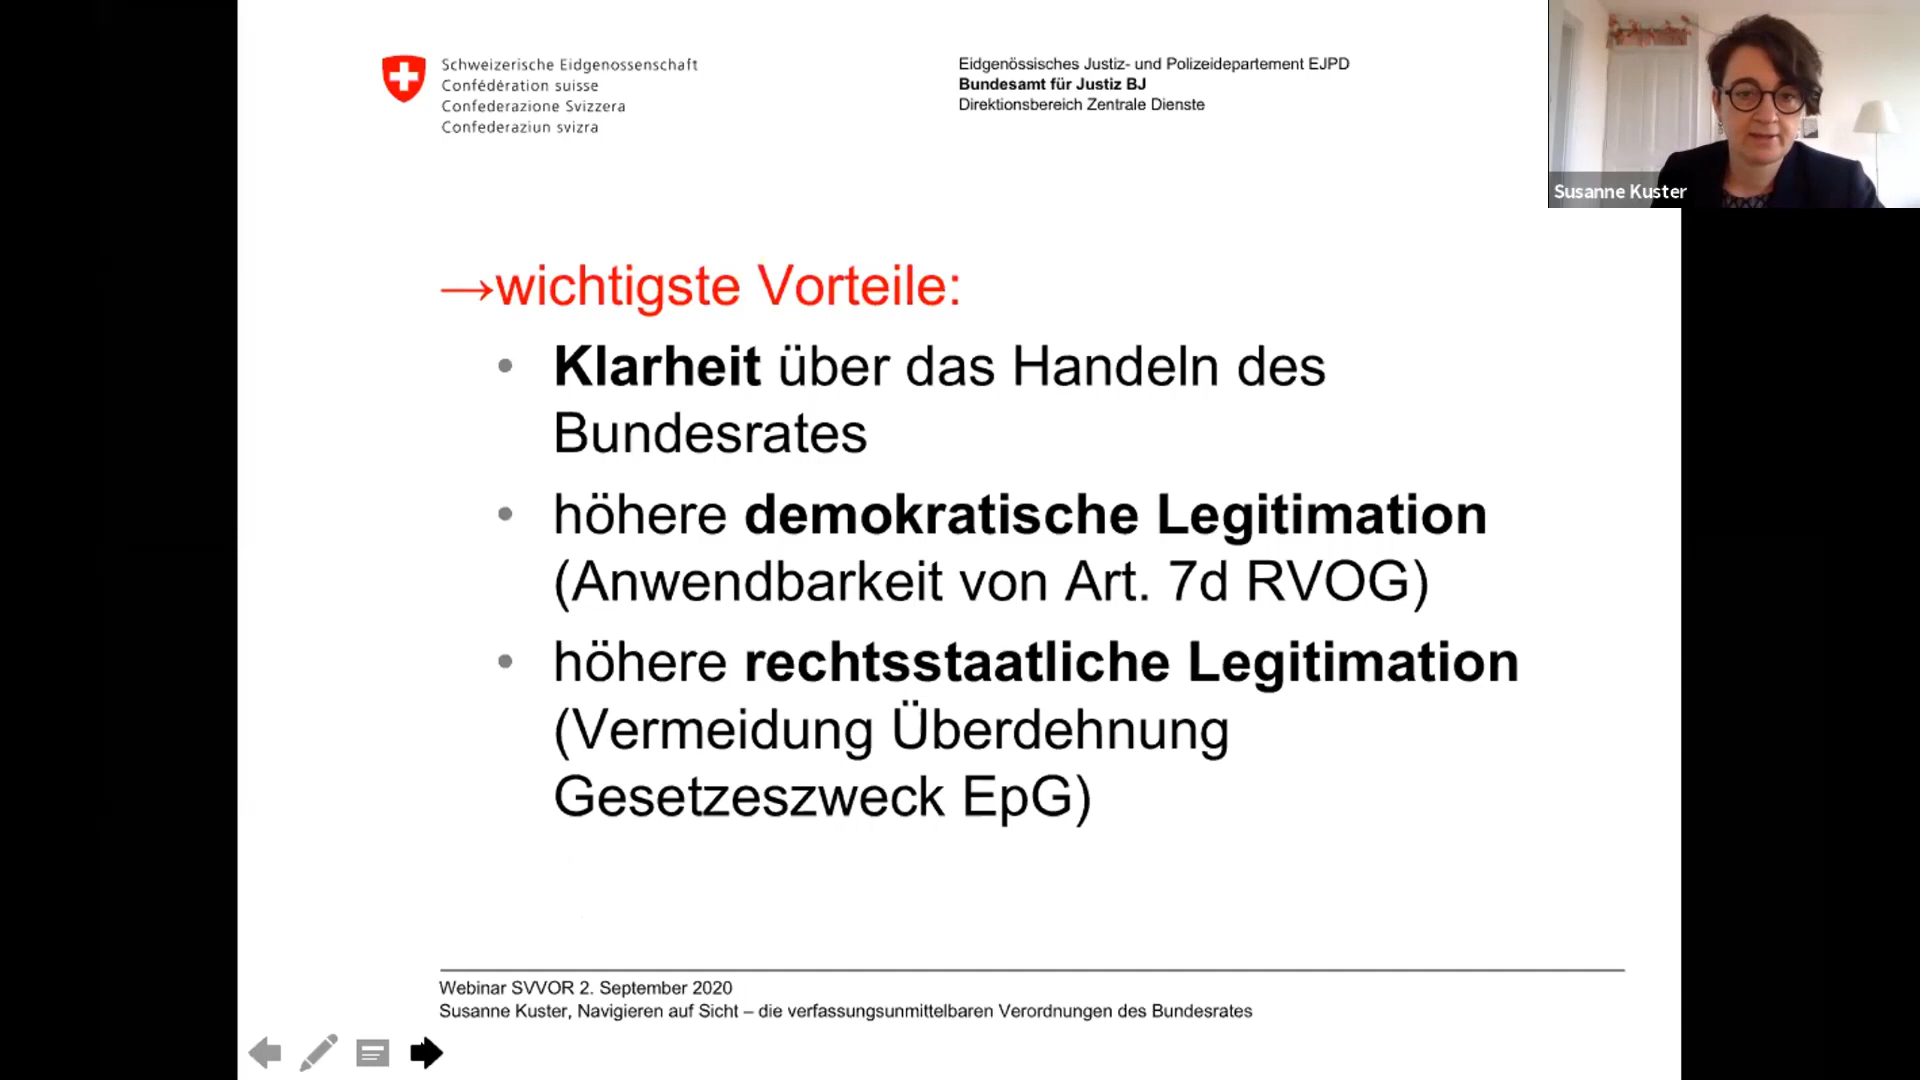 Schweizerische Eidgenossenschaft
Confédération suisse
Confederazione Svizzera
Confederaziun svizra
Eidgenössisches Justiz- und Polizeidepartement EJPD
Bundesamt für Justiz BJ
Direktionsbereich Zentrale Dienste
Susanne Kuster
→wichtigste Vorteile:
• Klarheit über das Handeln des
Bundesrates
• höhere demokratische Legitimation
(Anwendbarkeit von Art. 7d RVOG)
• höhere rechtsstaatliche Legitimation
(Vermeidung Überdehnung
Gesetzeszweck EpG)
Webinar SVVOR 2. September 2020
Susanne Kuster, Navigieren auf Sicht – die verfassungsunmittelbaren Verordnungen des Bundesrates